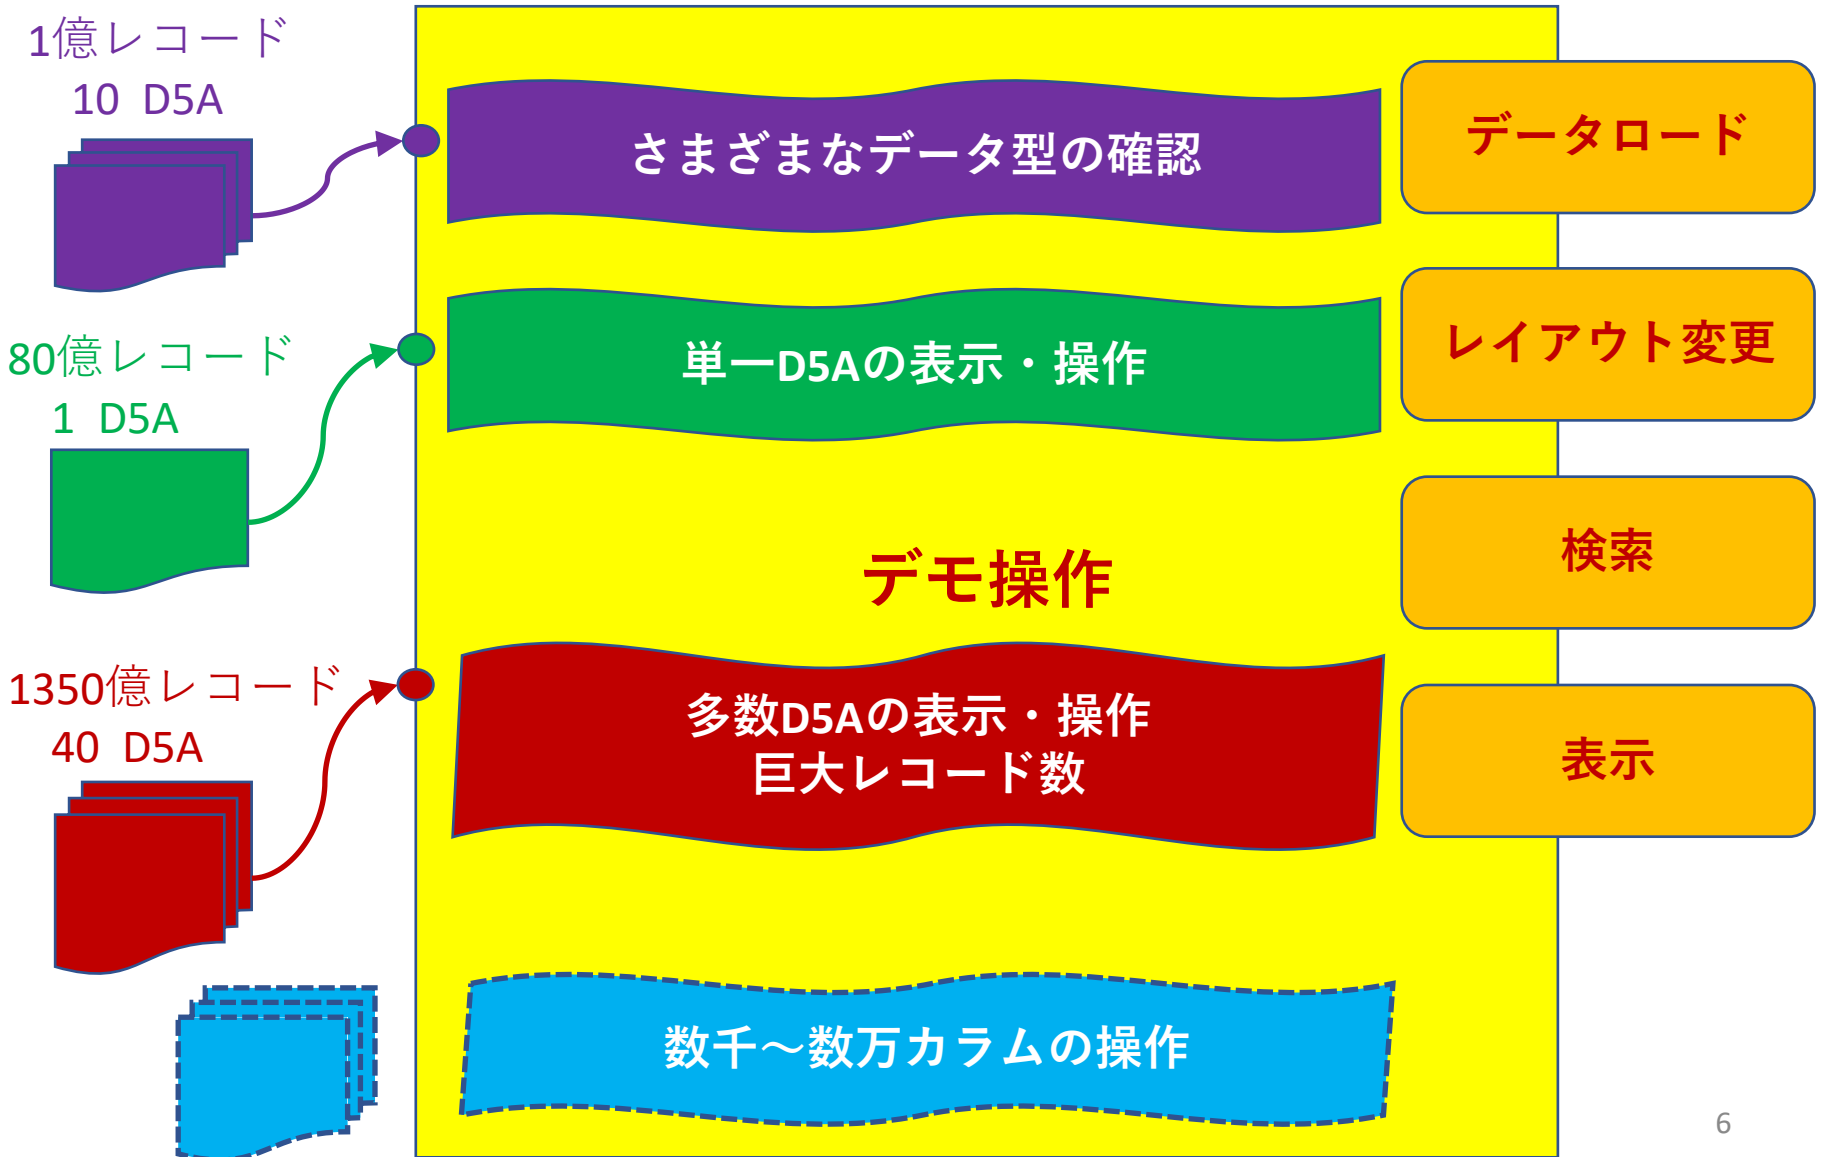 1億レコード
10 D5A
さまざまなデータ型の確認
データロード
80億レコード
1 D5A
単一D5Aの表示・操作
レイアウト変更
デモ操作
検索
1350億レコード
40 D5A
多数D5Aの表示・操作
巨大レコード数
表示
数千～数万カラムの操作
6